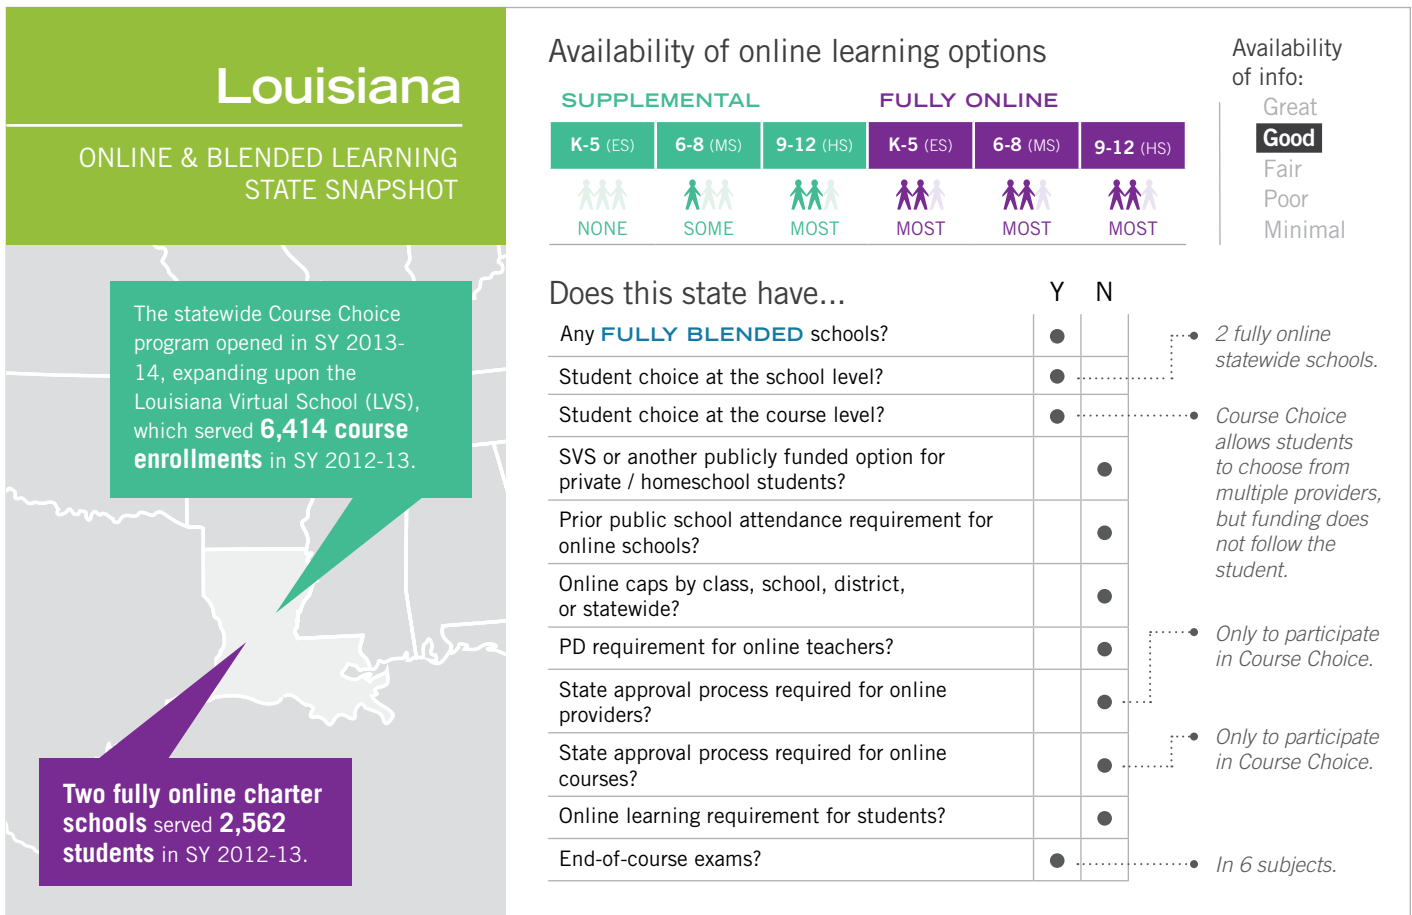 Louisiana
ONLINE & BLENDED LEARNING
STATE SNAPSHOT
The statewide Course Choice
program opened in SY 2013-
14, expanding upon the
Louisiana Virtual School (LVS),
which served 6,414 course
enrollments in SY 2012-13.
Two fully online charter
schools served 2,562
students in SY 2012-13.
Availability of online learning options
SUPPLEMENTAL FULLY ONLINE
K-5 (ES) 6-8 (MS) 9-12 (HS) K-5 (ES) 6-8 (MS) 9-12 (HS)
NONE SOME MOST MOST MOST MOST
Availability
of info:
Great
Good
Fair
Poor
Minimal
Does this state have... Y N
Any FULLY BLENDED schools?
Student choice at the school level?
2 fully online
statewide schools.
Student choice at the course level?
Course Choice
allows students
to choose from
multiple providers,
but funding does
not follow the
student.
SVS or another publicly funded option for
private / homeschool students?
Prior public school attendance requirement for
online schools?
Online caps by class, school, district,
or statewide?
PD requirement for online teachers?
State approval process required for online
providers?
Only to participate
in Course Choice.
State approval process required for online
courses?
Only to participate
in Course Choice.
Online learning requirement for students?
End-of-course exams?
In 6 subjects.